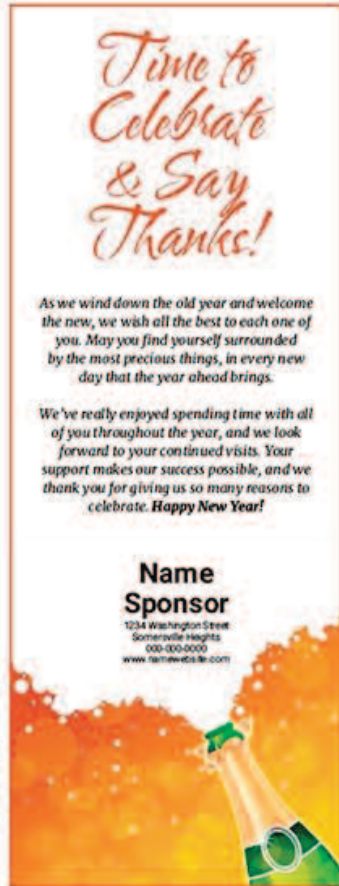 Time to
Celebrate
& Say
Thanks!
As we wind down the old year and welcome
the new, we wish all the best to each one of
you. May you find yourself surrounded
by the most precious things, in every new
day that the year ahead brings.
We've really enjoyed spending time with all
of you throughout the year, and we look
forward to your continued visits. Your
support makes our success possible, and we
thank you for giving us so many reasons to
celebrate. Happy New Year!
Name
Sponsor
1234 Washington Street
Somersville Heights
000-000-0000
www.namewebsite.com